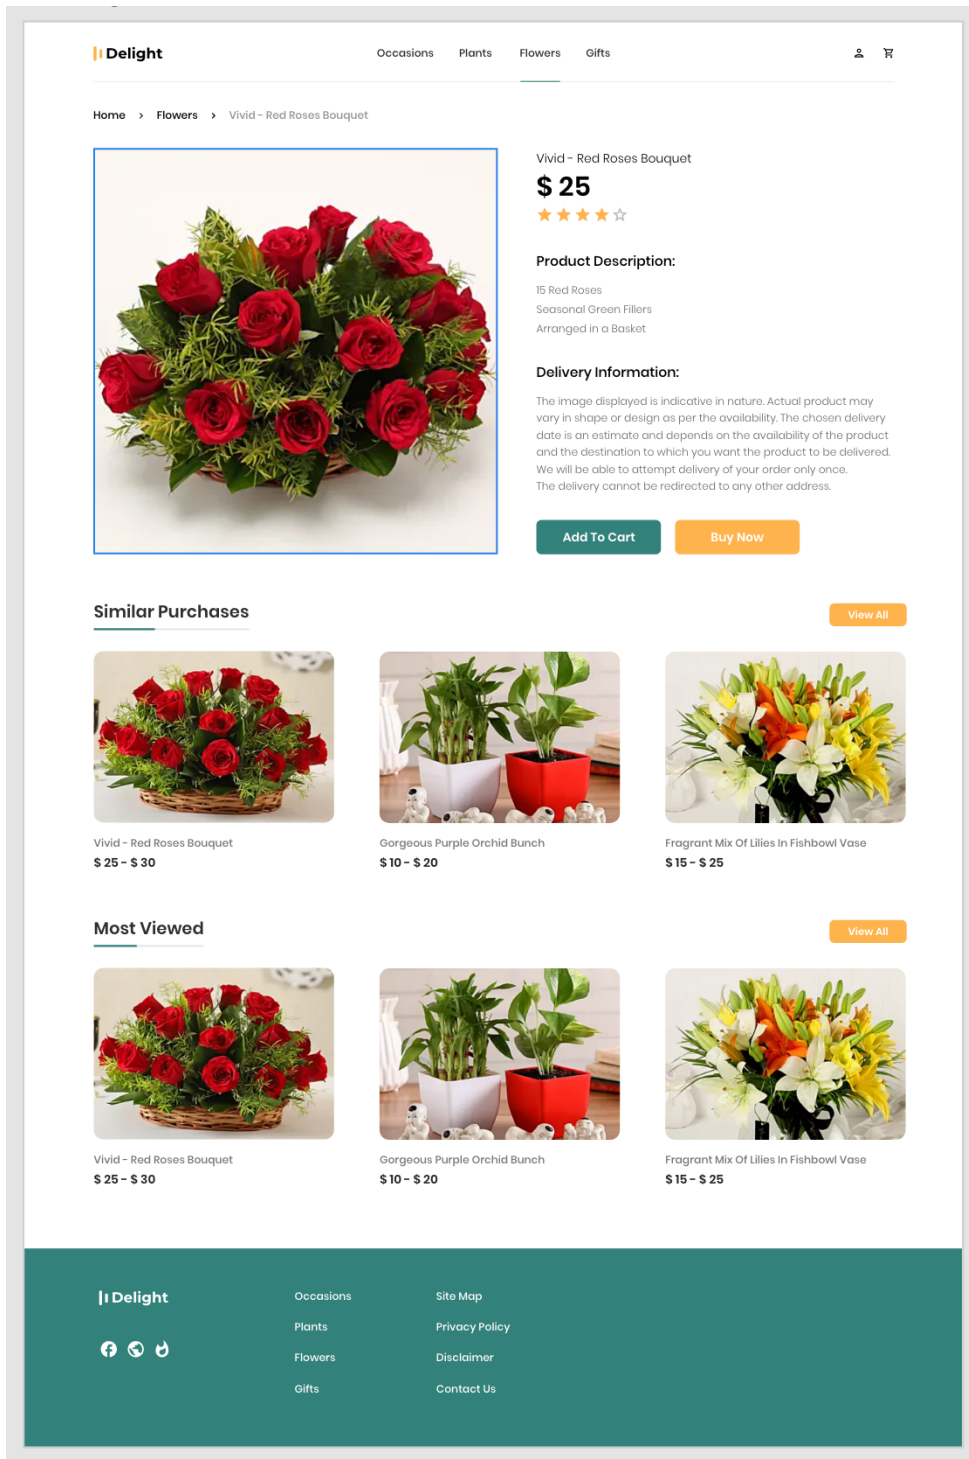 Delight
Occasions Plants Flowers Gifts
Home > Flowers > Vivid - Red Roses Bouquet
Vivid - Red Roses Bouquet
$ 25
Product Description:
15 Red Roses
Seasonal Green Fillers
Arranged in a Basket
Delivery Information:
The image displayed is indicative in nature. Actual product may
vary in shape or design as per the availability. The chosen delivery
date is an estimate and depends on the availability of the product
and the destination to which you want the product to be delivered.
We will be able to attempt delivery of your order only once.
The delivery cannot be redirected to any other address.
Add To Cart Buy Now
Similar Purchases
View All
Vivid - Red Roses Bouquet
$ 25 - $ 30
Gorgeous Purple Orchid Bunch
$ 10 - $ 20
Fragrant Mix Of Lilies In Fishbowl Vase
$ 15 - $ 25
Most Viewed
View All
Vivid - Red Roses Bouquet
$ 25 - $ 30
Gorgeous Purple Orchid Bunch
$ 10 - $ 20
Fragrant Mix Of Lilies In Fishbowl Vase
$ 15 - $ 25
Delight
Occasions
Plants
Flowers
Gifts
Site Map
Privacy Policy
Disclaimer
Contact Us